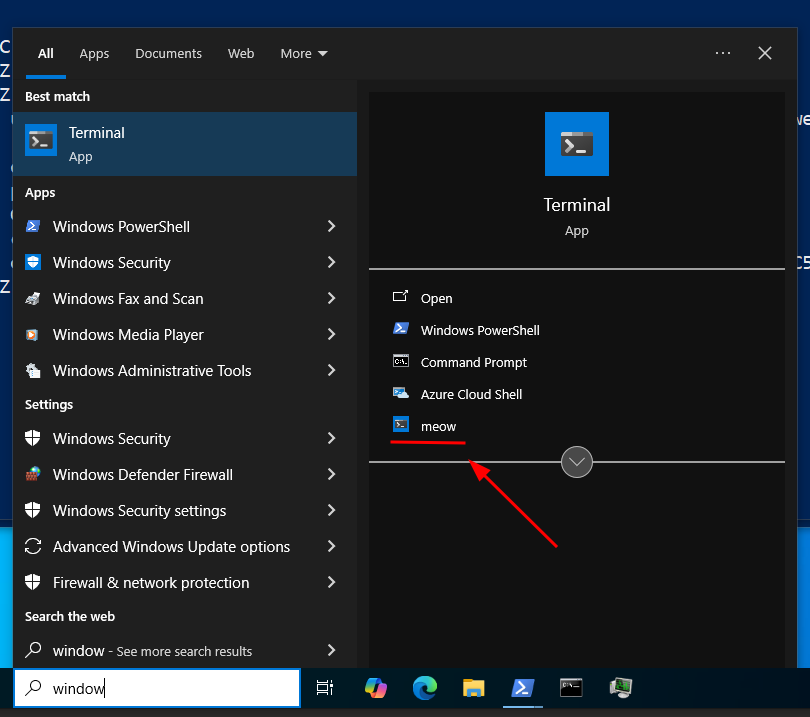 All Apps Documents Web More
Best match
Terminal
App
Apps
Windows PowerShell
Windows Security
Windows Fax and Scan
Windows Media Player
Windows Administrative Tools
Settings
Windows Security
Windows Defender Firewall
Windows Security settings
Advanced Windows Update options
Firewall & network protection
Search the web
window - See more search results
window
Terminal
App
Open
Windows PowerShell
Command Prompt
Azure Cloud Shell
meow